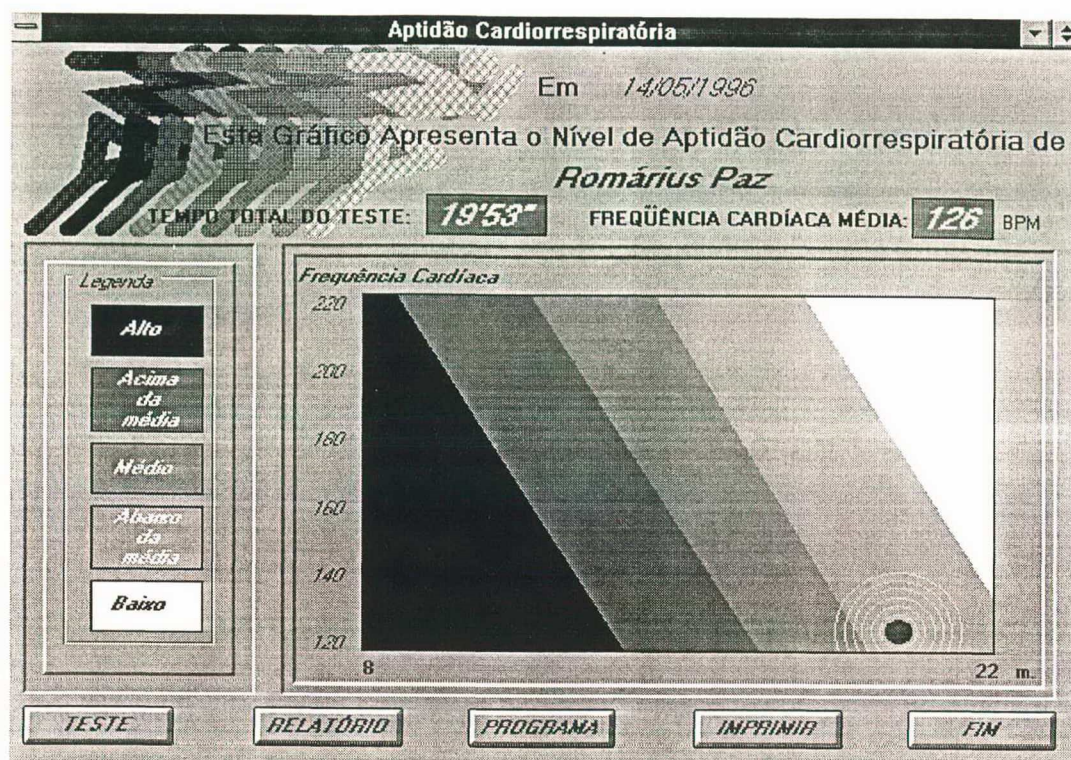 Aptidão Cardiorrespiratória
Em 14/05/1996
Este Gráfico Apresenta o Nível de Aptidão Cardiorrespiratória de
Romárius Paz
TEMPO TOTAL DO TESTE: 19'53" FREQÜÊNCIA CARDÍACA MÉDIA: 126 BPM
Legenda
Alto
Acima
da
média
Médio
Abaixo
da
média
Baixo
Frequência Cardíaca
220
200
180
160
140
120
8 22 m.
TESTE RELATÓRIO PROGRAMA IMPRIMIR FIM